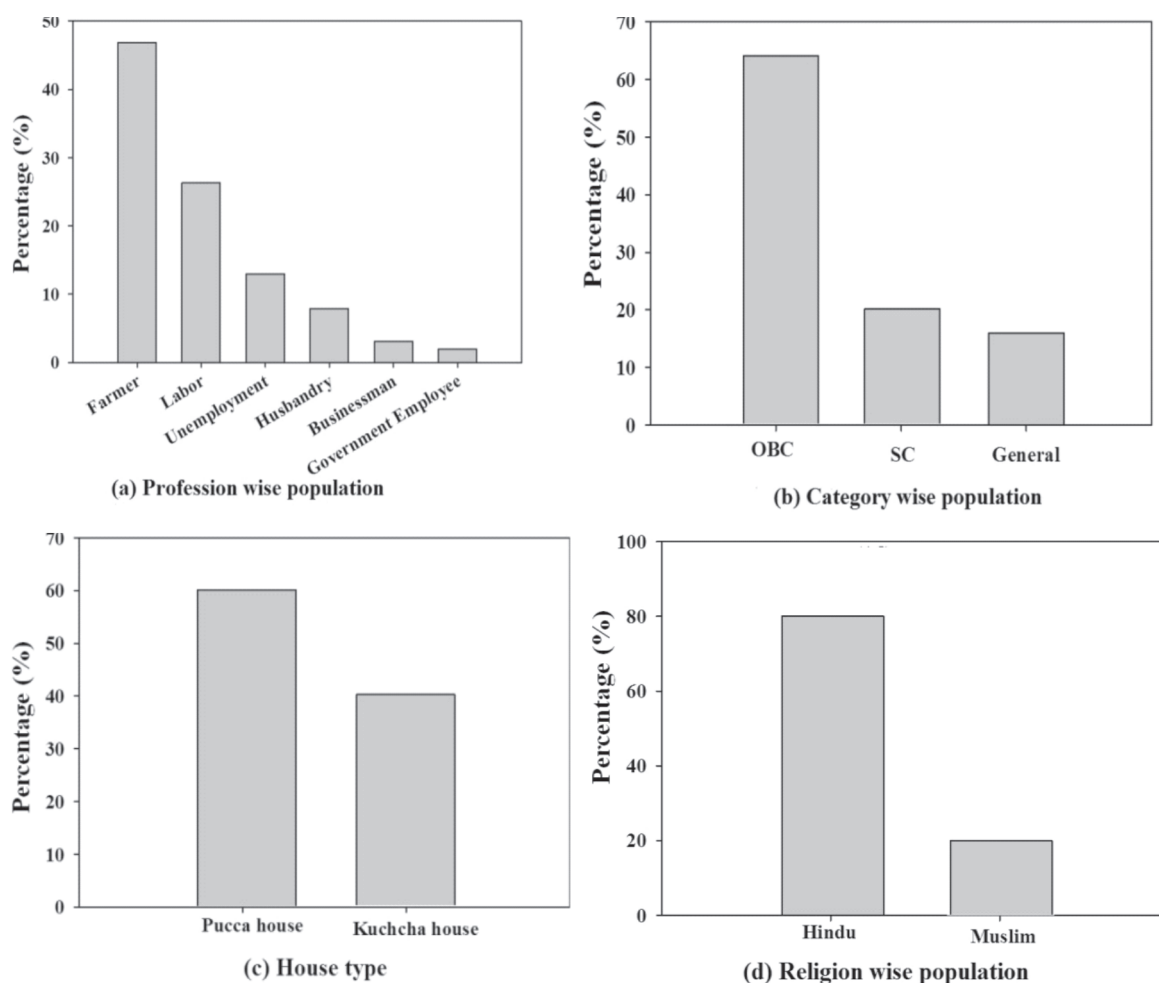 50
40
30
20
10
0
Percentage (%)
Farmer
Labor
Unemployment
Husbandry
Businessman
Government Employee
(a) Profession wise population
70
60
50
40
30
20
10
0
Percentage (%)
OBC
SC
General
(b) Category wise population
70
60
50
40
30
20
10
0
Percentage (%)
Pucca house
Kuchcha house
(c) House type
100
80
60
40
20
0
Percentage (%)
Hindu
Muslim
(d) Religion wise population